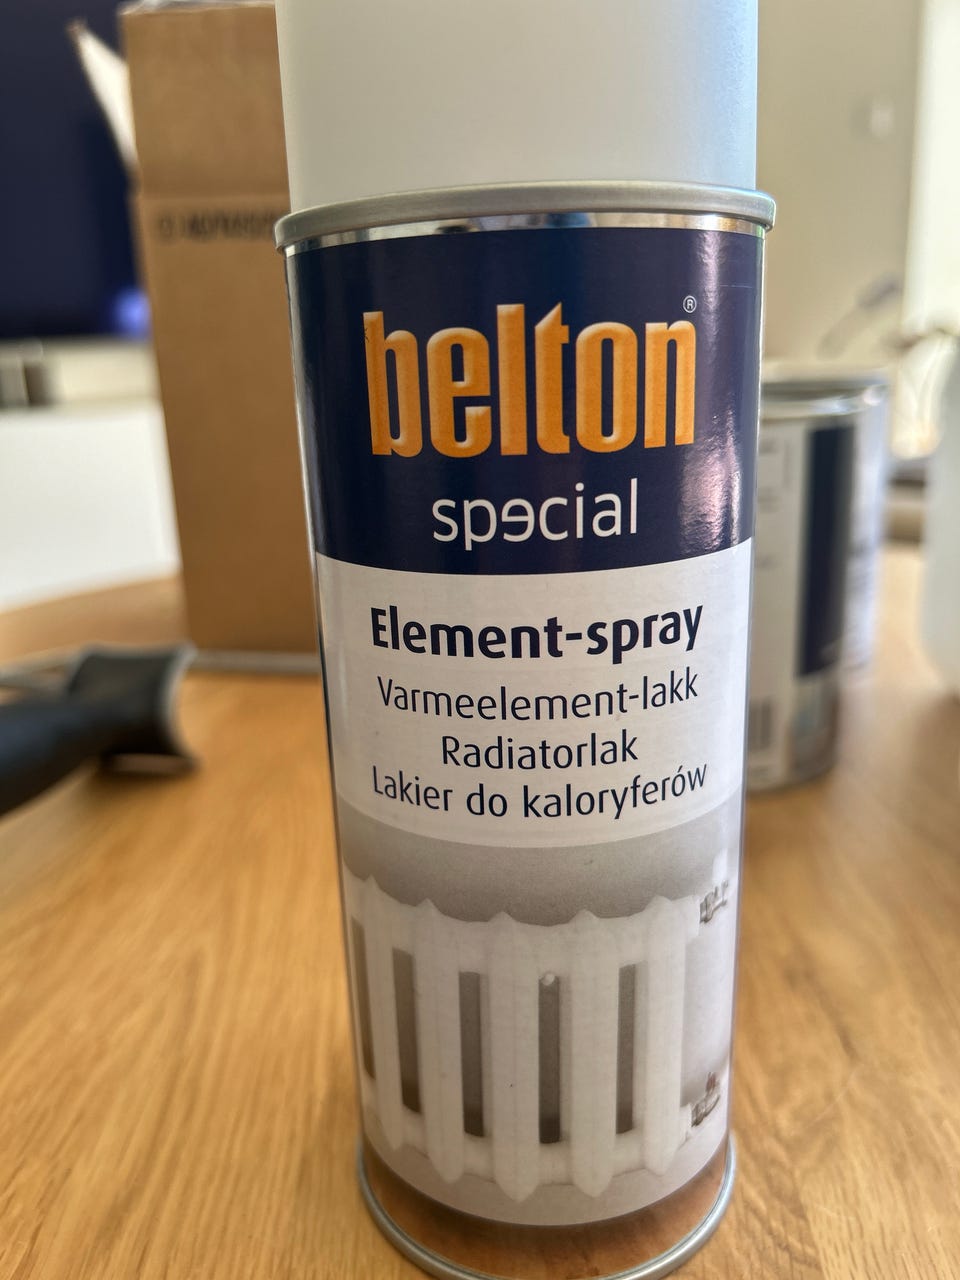 belton®
special
Element-spray
Varmeelement-lakk
Radiatorlak
Lakier do kaloryferów